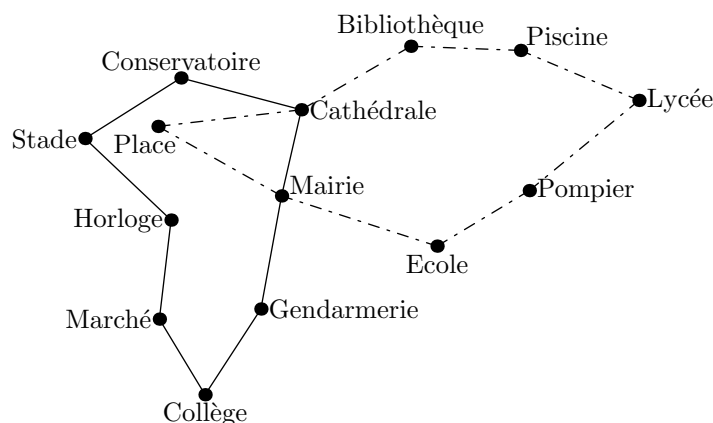 Bibliothèque
Piscine
Conservatoire
Lycée
Cathédrale
Stade
Place
Mairie
Pompier
Horloge
Ecole
Gendarmerie
Marché
Collège